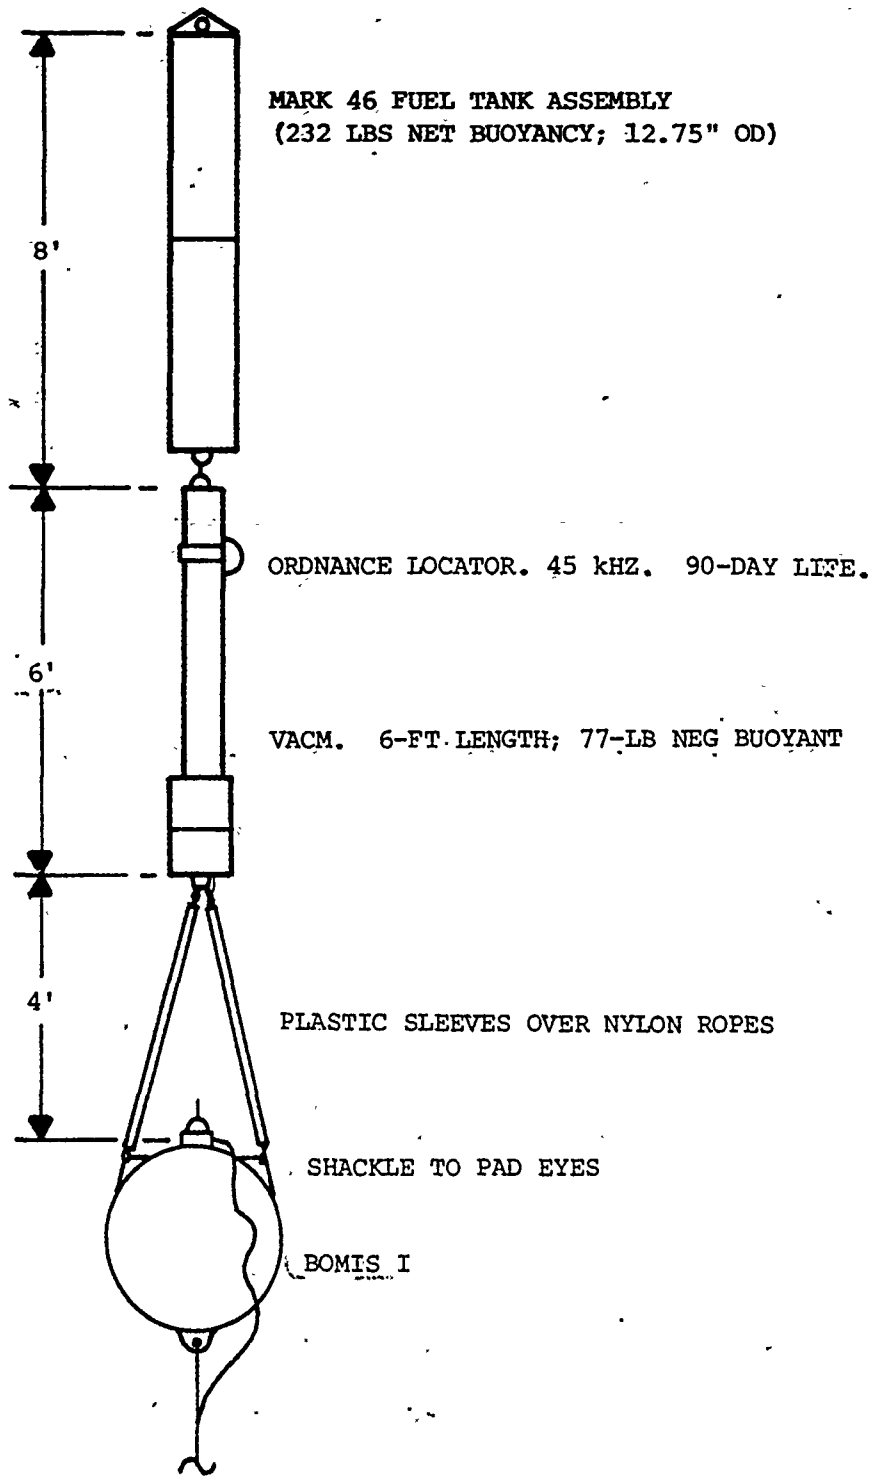 MARK 46 FUEL TANK ASSEMBLY
(232 LBS NET BUOYANCY; 12.75" OD)
8'
ORDNANCE LOCATOR. 45 kHZ. 90-DAY LIFE.
6'
VACM. 6-FT LENGTH; 77-LB NEG BUOYANT
4'
PLASTIC SLEEVES OVER NYLON ROPES
SHACKLE TO PAD EYES
BOMIS I